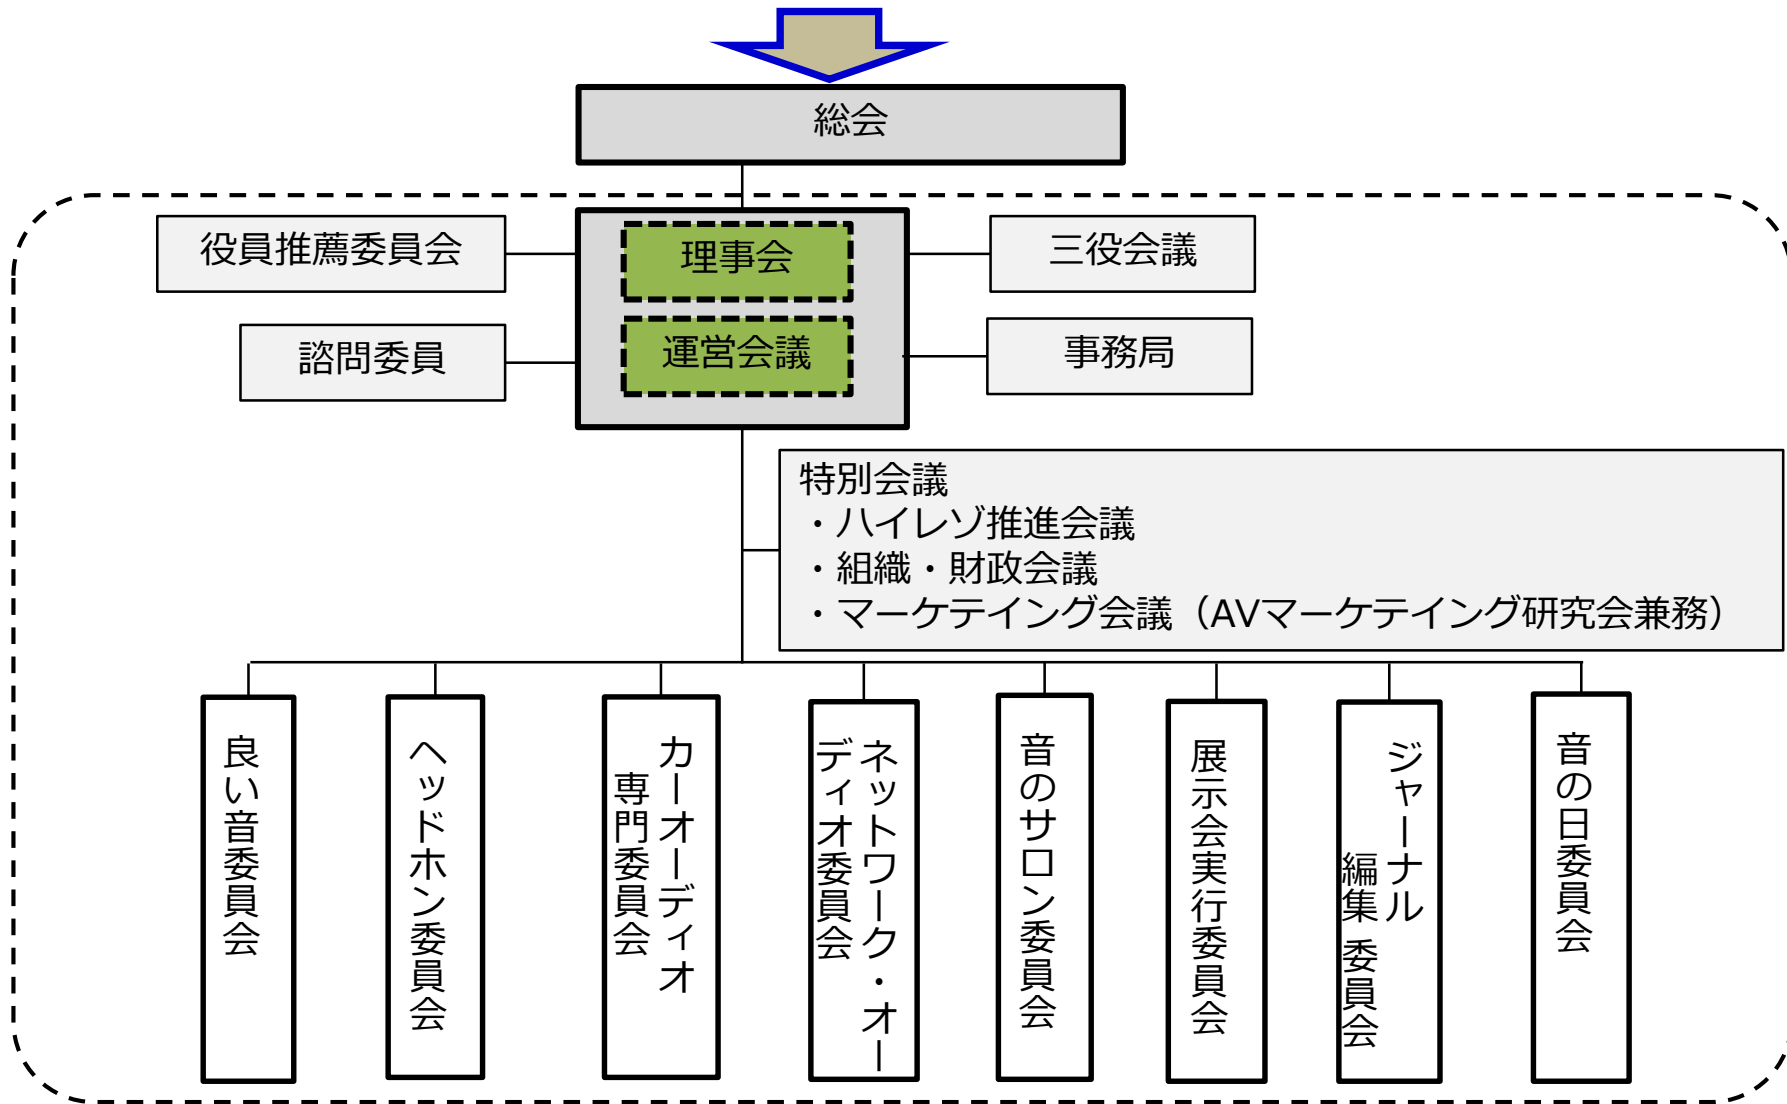 総会
役員推薦委員会
理事会
三役会議
諮問委員
運営会議
事務局
特別会議
・ハイレゾ推進会議
・組織・財政会議
・マーケテイング会議（AVマーケテイング研究会兼務）
良い音委員会
ヘッドホン委員会
カーオーディオ
専門委員会
ネットワーク・オー
ディオ委員会
音のサロン委員会
展示会実行委員会
ジャーナル
編集 委員会
音の日委員会